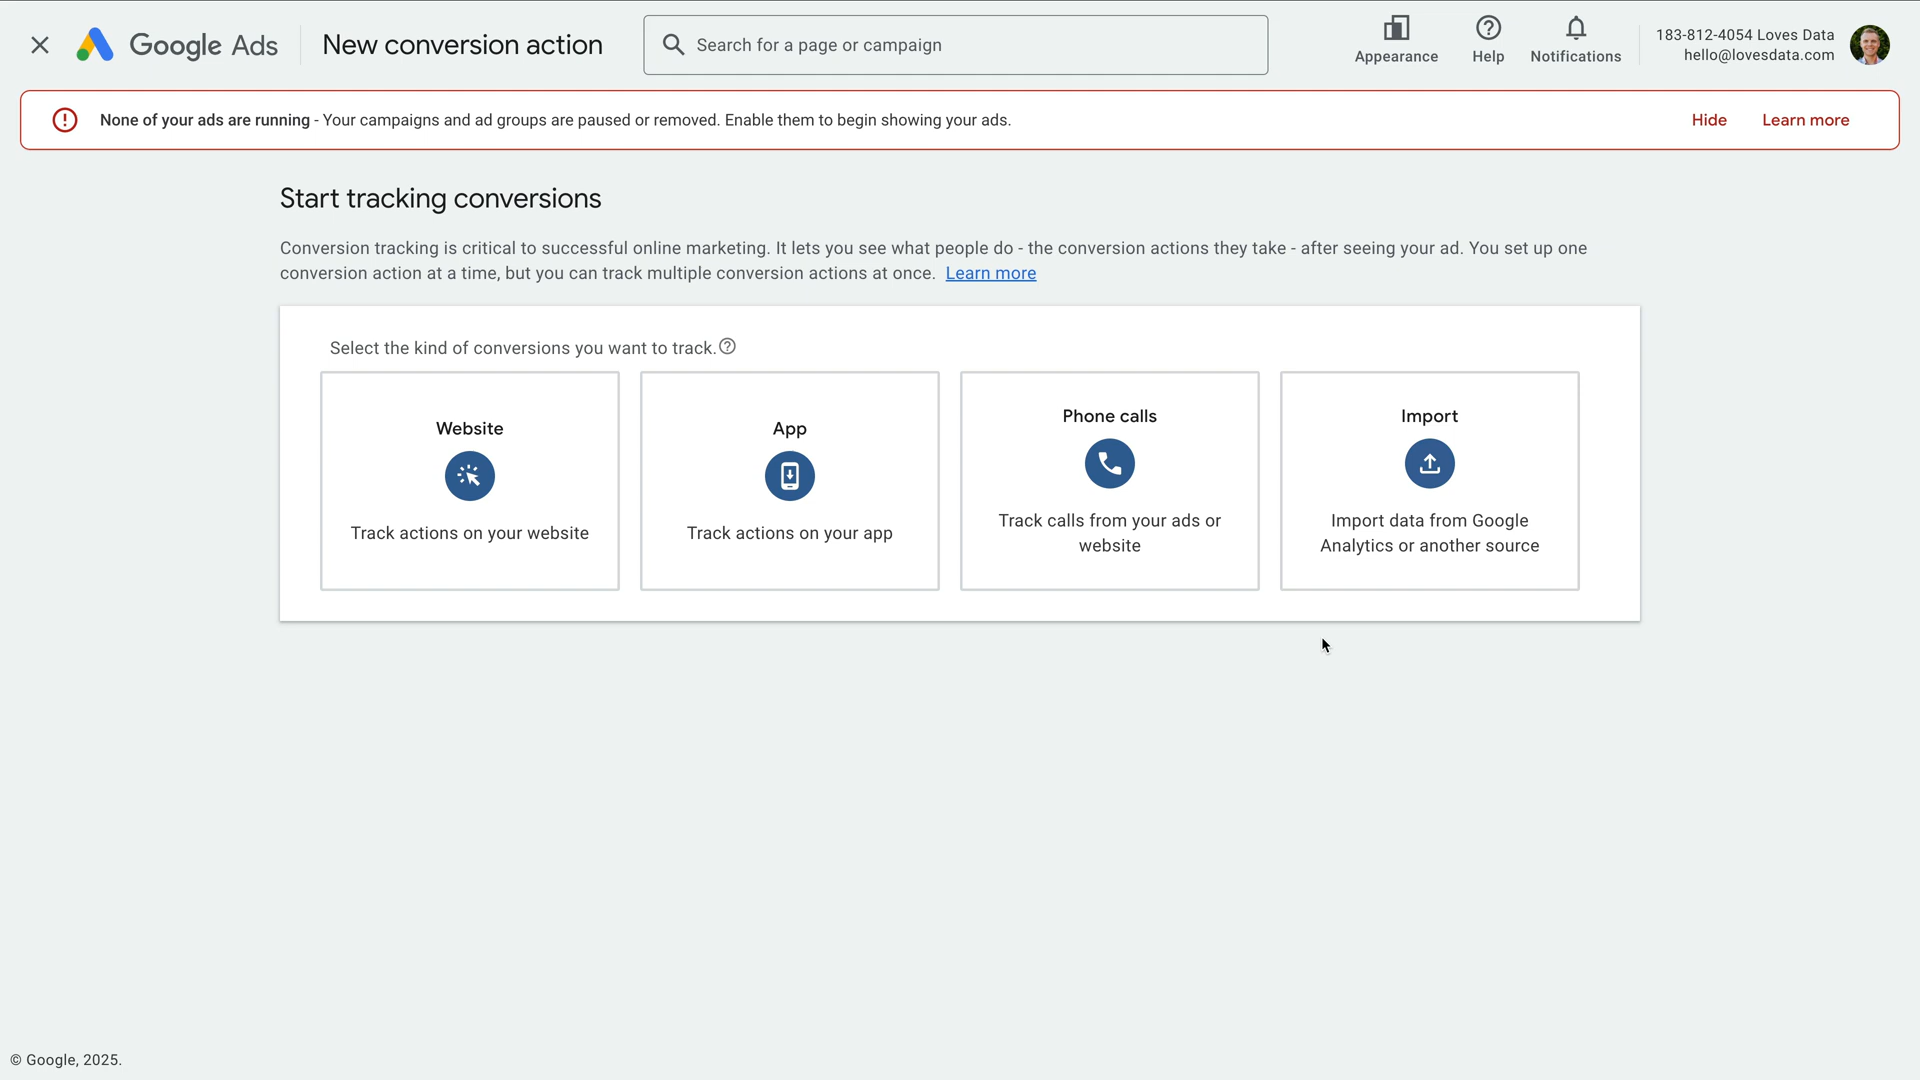 Google Ads
New conversion action
Search for a page or campaign
Appearance
Help
Notifications
183-812-4054 Loves Data
hello@lovesdata.com
None of your ads are running - Your campaigns and ad groups are paused or removed. Enable them to begin showing your ads.
Hide
Learn more
Start tracking conversions
Conversion tracking is critical to successful online marketing. It lets you see what people do - the conversion actions they take - after seeing your ad. You set up one
conversion action at a time, but you can track multiple conversion actions at once. Learn more
Select the kind of conversions you want to track.
Website
Track actions on your website
App
Track actions on your app
Phone calls
Track calls from your ads or
website
Import
Import data from Google
Analytics or another source
© Google, 2025.